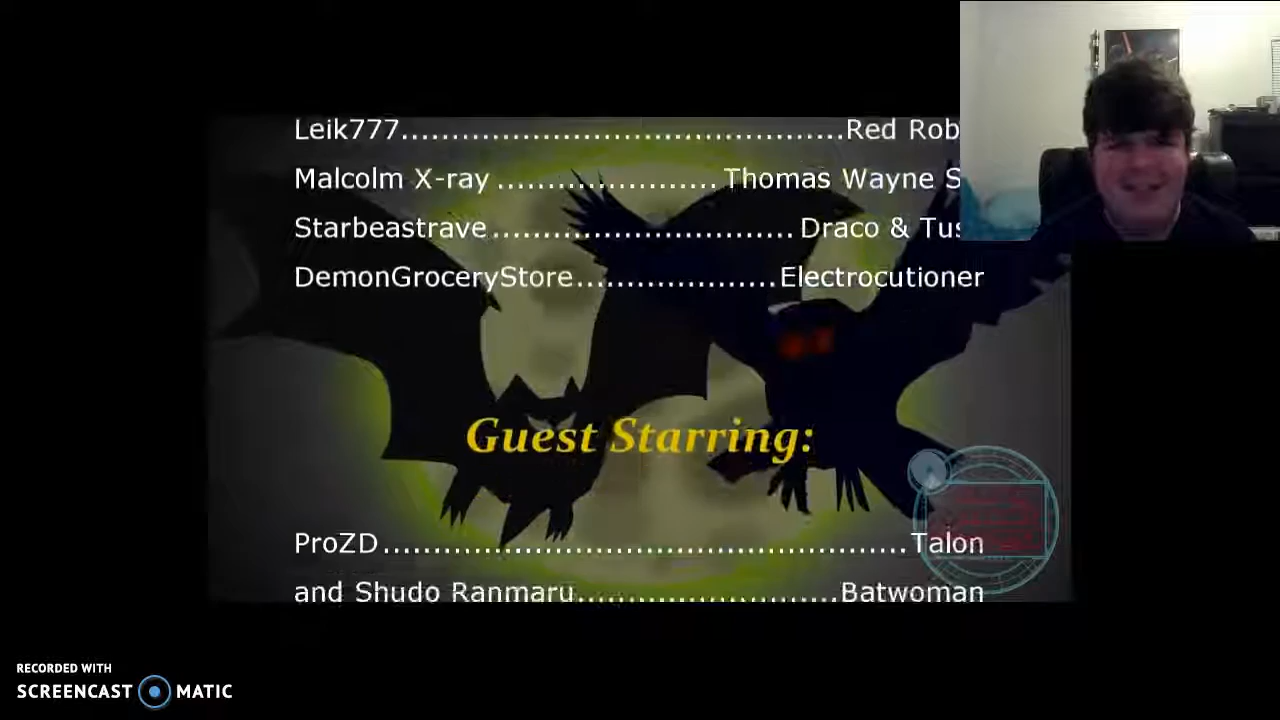 Leik777..........................................Red Rob
Malcolm X-ray......................Thomas Wayne S
Starbeastrave..............................Draco & Tus
DemonGroceryStore...................Electrocutioner
Guest Starring:
ProZD..................................................Talon
and Shudo Ranmaru.........................Batwoman
RECORDED WITH
SCREENCAST MATIC